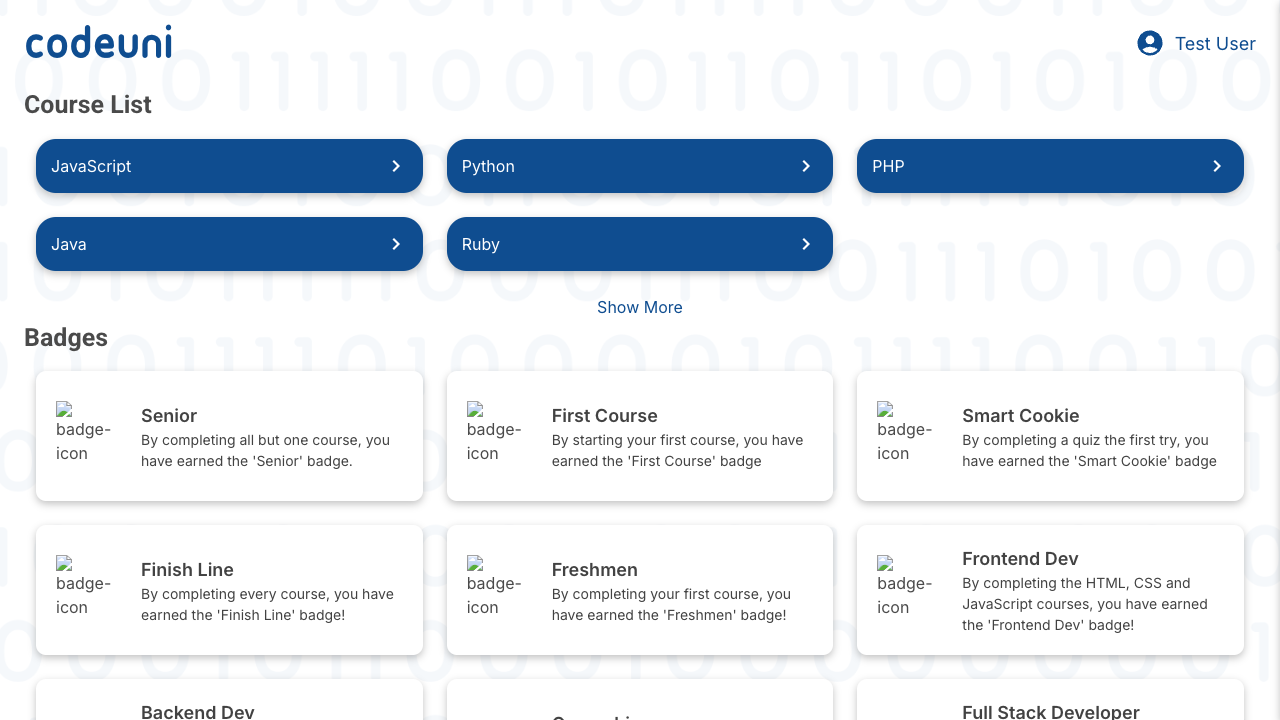 codeuni
Test User
Course List
JavaScript
Python
PHP
Java
Ruby
Show More
Badges
badge-
icon
Senior
By completing all but one course, you
have earned the 'Senior' badge.
badge-
icon
First Course
By starting your first course, you have
earned the 'First Course' badge
badge-
icon
Smart Cookie
By completing a quiz the first try, you
have earned the 'Smart Cookie' badge
badge-
icon
Finish Line
By completing every course, you have
earned the 'Finish Line' badge!
badge-
icon
Freshmen
By completing your first course, you
have earned the 'Freshmen' badge!
badge-
icon
Frontend Dev
By completing the HTML, CSS and
JavaScript courses, you have earned
the 'Frontend Dev' badge!
Backend Dev
Full Stack Developer